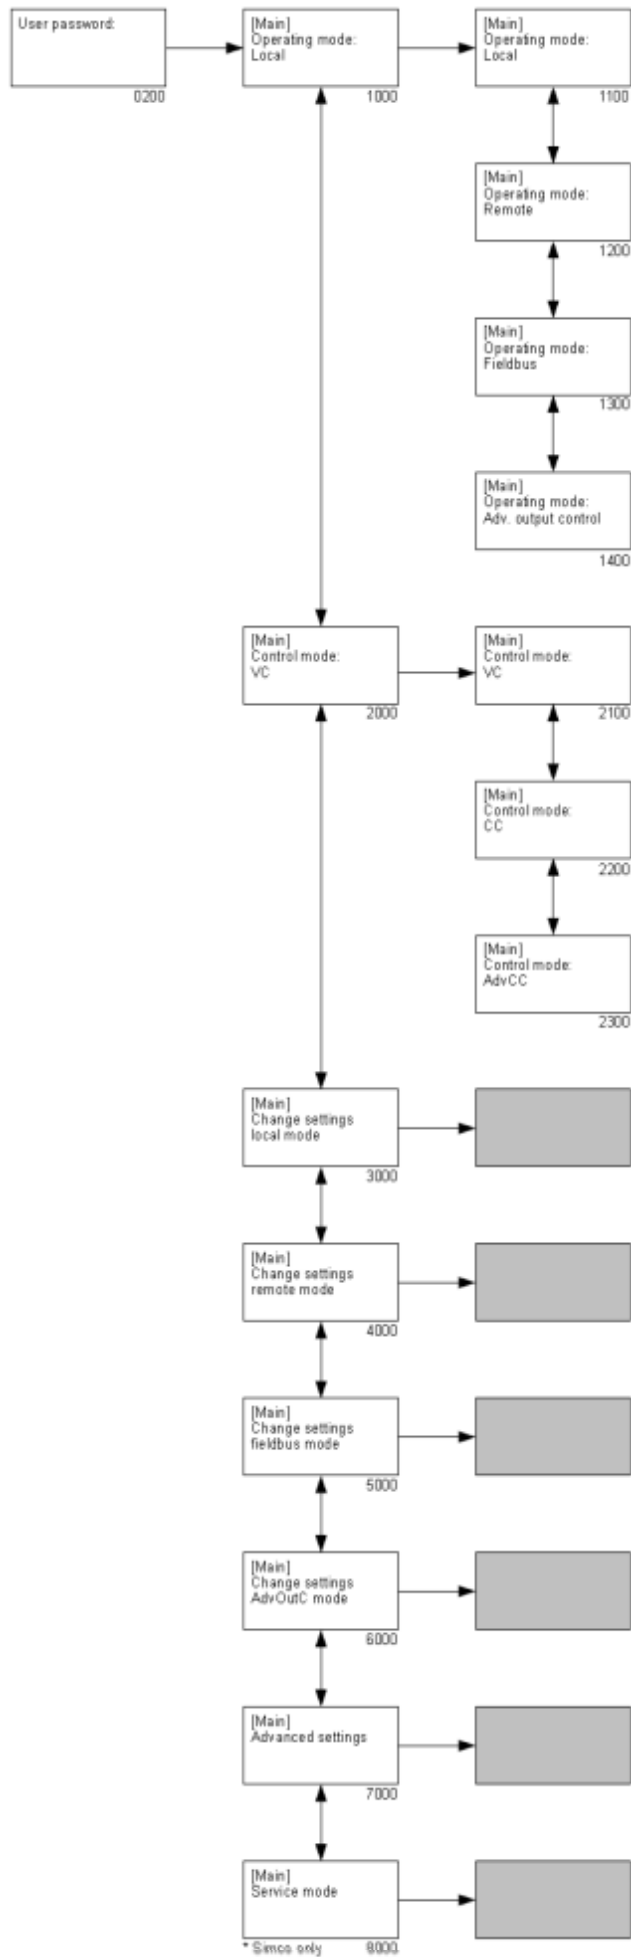 User password:
0200
[Main]
Operating mode:
Local
1000
[Main]
Operating mode:
Local
1100
[Main]
Operating mode:
Remote
1200
[Main]
Operating mode:
Fieldbus
1300
[Main]
Operating mode:
Adv. output control
1400
[Main]
Control mode:
VC
2000
[Main]
Control mode:
VC
2100
[Main]
Control mode:
CC
2200
[Main]
Control mode:
AdvCC
2300
[Main]
Change settings
local mode
3000
[Main]
Change settings
remote mode
4000
[Main]
Change settings
fieldbus mode
5000
[Main]
Change settings
AdvOutC mode
6000
[Main]
Advanced settings
7000
[Main]
Service mode
* Simco only 8000